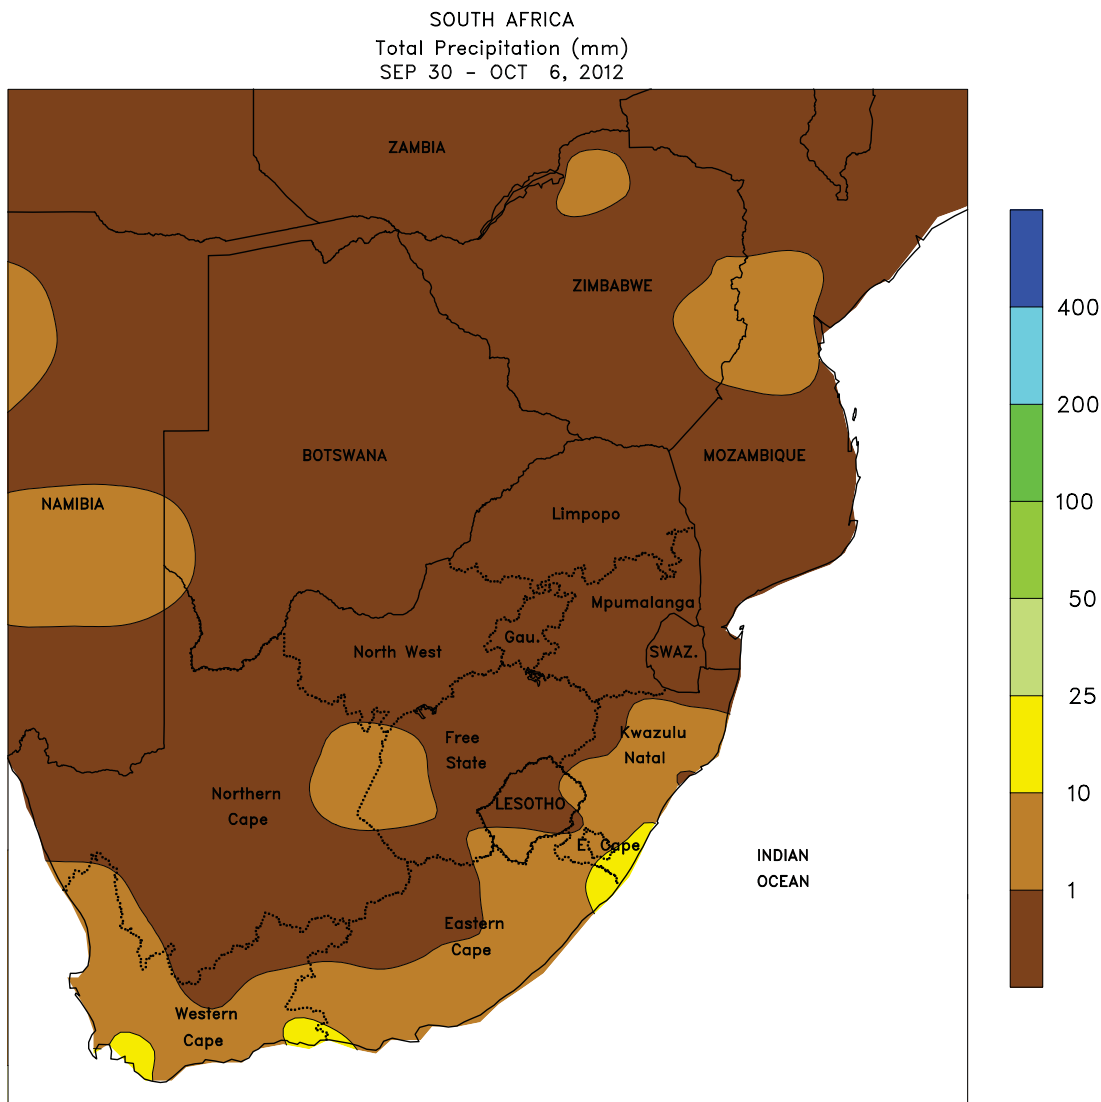 SOUTH AFRICA
Total Precipitation (mm)
SEP 30 - OCT 6, 2012
ZAMBIA
ZIMBABWE
400
200
BOTSWANA
MOZAMBIQUE
NAMIBIA
100
Limpopo
50
Mpumalanga
Gau.
North West
SWAZ.
25
Kwazulu
Natal
Free
State
Northern
Cape
LESOTHO
10
E. Cape
INDIAN
OCEAN
1
Eastern
Cape
Western
Cape